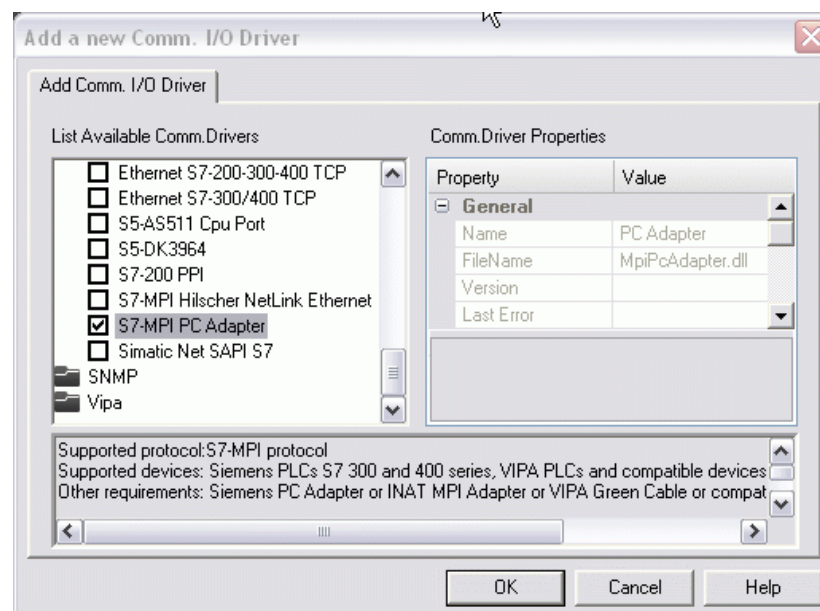 Add a new Comm. I/O Driver
Add Comm. I/O Driver
List Available Comm.Drivers
Ethernet S7-200-300-400 TCP
Ethernet S7-300/400 TCP
S5-AS511 Cpu Port
S5-DK3964
S7-200 PPI
S7-MPI Hilscher NetLink Ethernet
S7-MPI PC Adapter
Simatic Net SAPI S7
SNMP
Vipa
Comm.Driver Properties
Property Value
General
Name PC Adapter
FileName MpiPcAdapter.dll
Version
Last Error
Supported protocol:S7-MPI protocol
Supported devices: Siemens PLCs S7 300 and 400 series, VIPA PLCs and compatible devices
Other requirements: Siemens PC Adapter or INAT MPI Adapter or VIPA Green Cable or compat
OK Cancel Help